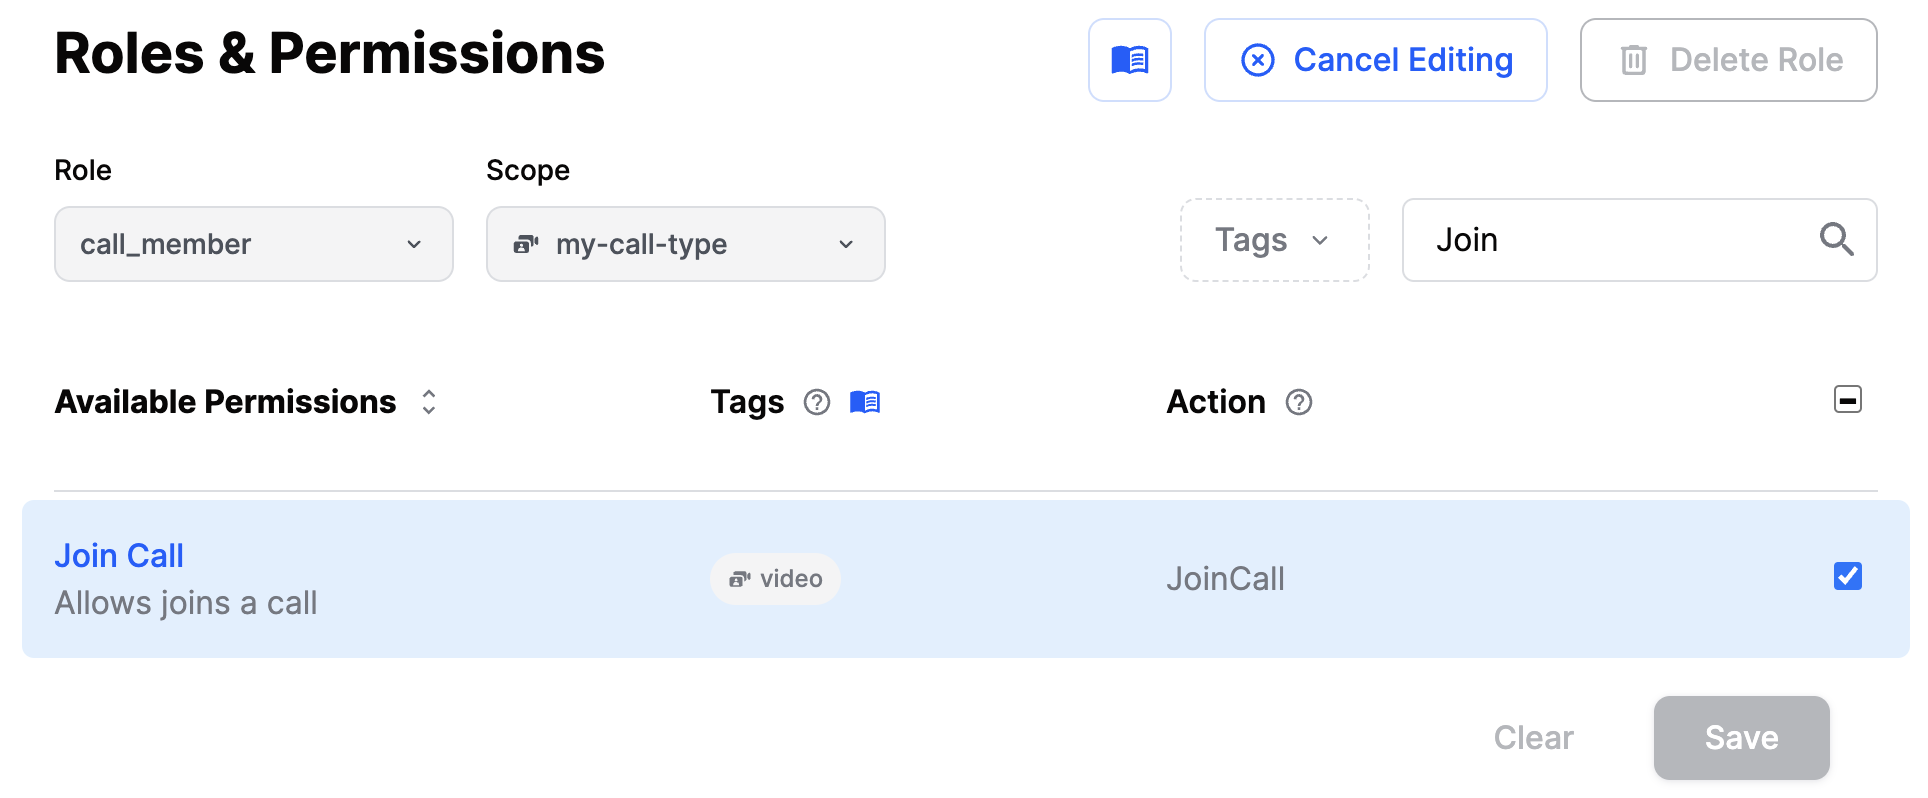 Roles & Permissions
Cancel Editing
Delete Role
Role
Scope
call_member
my-call-type
Tags
Join
Available Permissions
Tags
Action
Join Call
Allows joins a call
video
JoinCall
Clear
Save